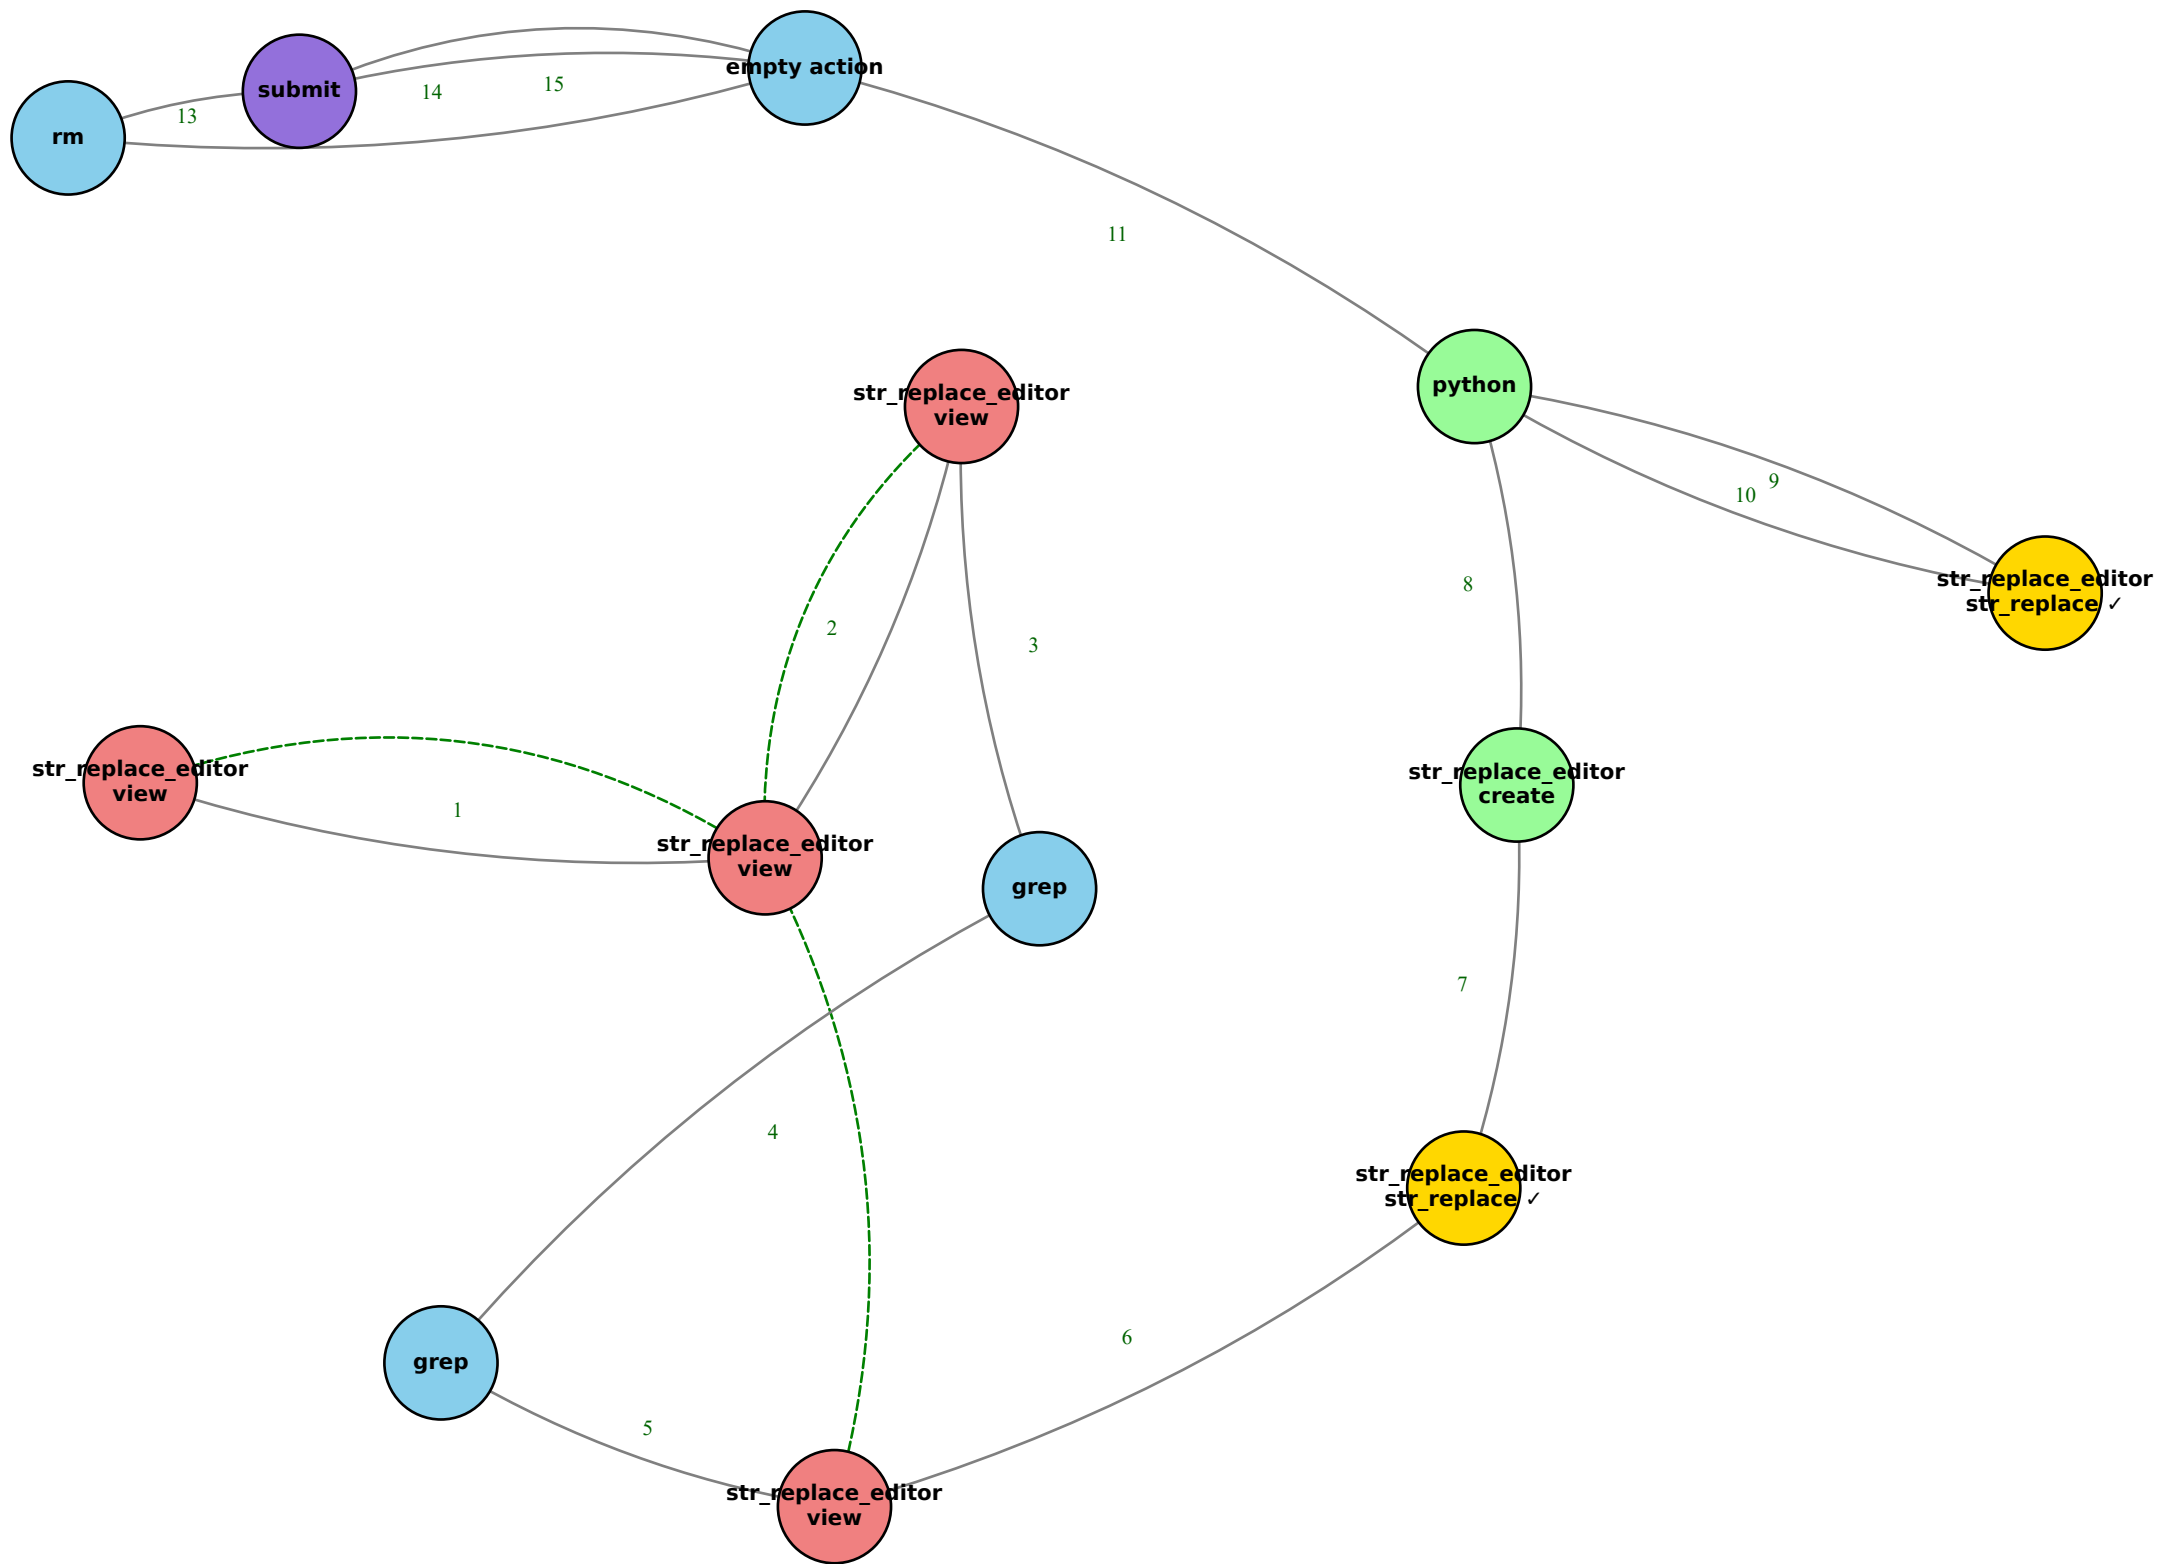 empty action
submit
14
15
13
rm
11
str_replace_editor
view
python
9
10
str_replace_editor
str_replace ✓
8
2
3
str_replace_editor
view
1
str_replace_editor
create
str_replace_editor
view
grep
7
4
str_replace_editor
str_replace ✓
6
grep
5
str_replace_editor
view